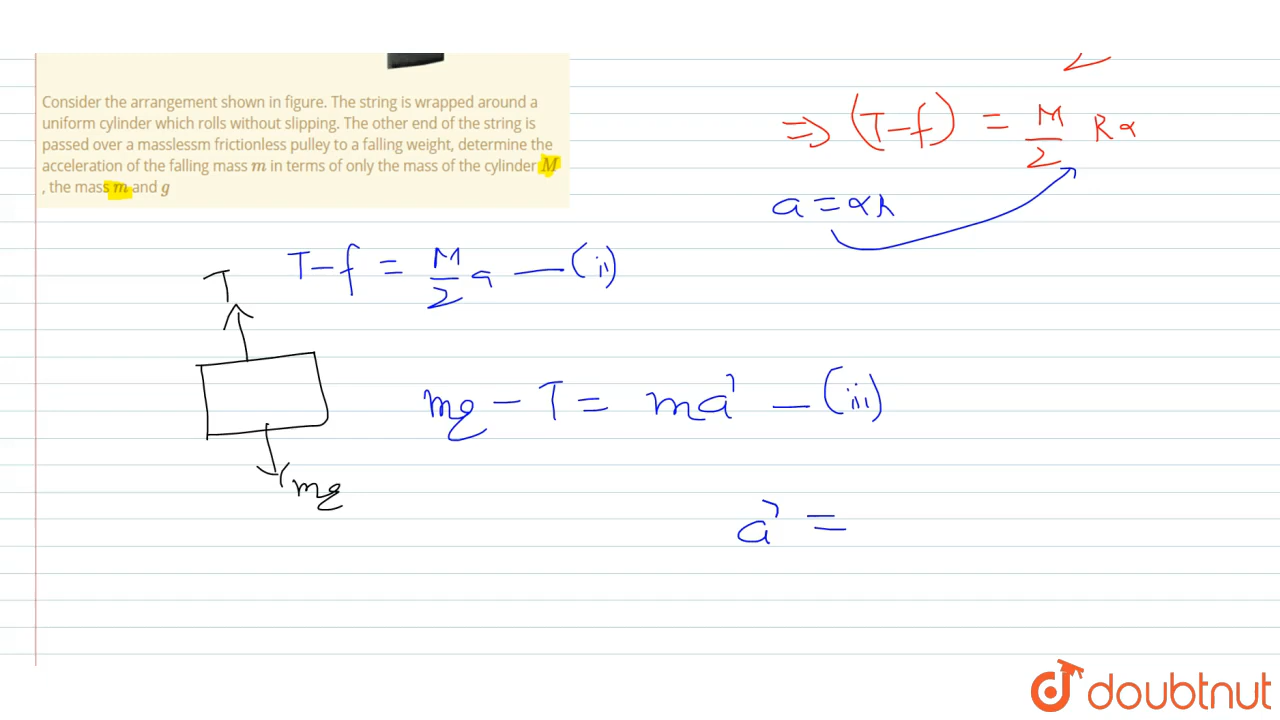 Consider the arrangement shown in figure. The string is wrapped around a
uniform cylinder which rolls without slipping. The other end of the string is
passed over a masslessm frictionless pulley to a falling weight, determine the
acceleration of the falling mass m in terms of only the mass of the cylinder M
, the mass m and g
2
⇒ (T-f) = M/2 Rα
a = αR
T-f = M/2 a — (ii)
T
mg - T = ma' — (iii)
mg
a' =
doubtnut